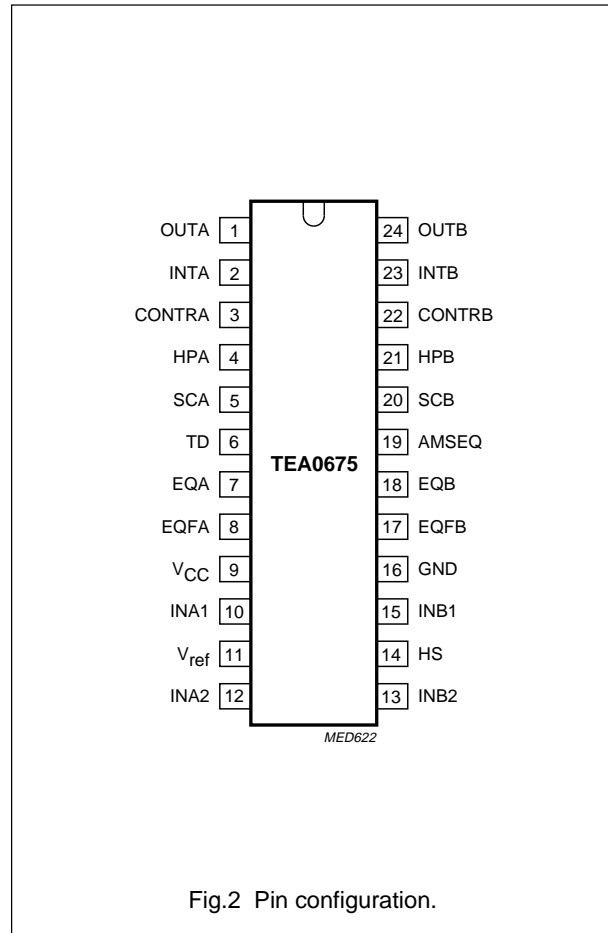 OUTA 1 24 OUTB
INTA 2 23 INTB
CONTRA 3 22 CONTRB
HPA 4 21 HPB
SCA 5 20 SCB
TD 6 19 AMSEQ
TEA0675
EQA 7 18 EQB
EQFA 8 17 EQFB
VCC 9 16 GND
INA1 10 15 INB1
Vref 11 14 HS
INA2 12 13 INB2
MED622
Fig.2 Pin configuration.